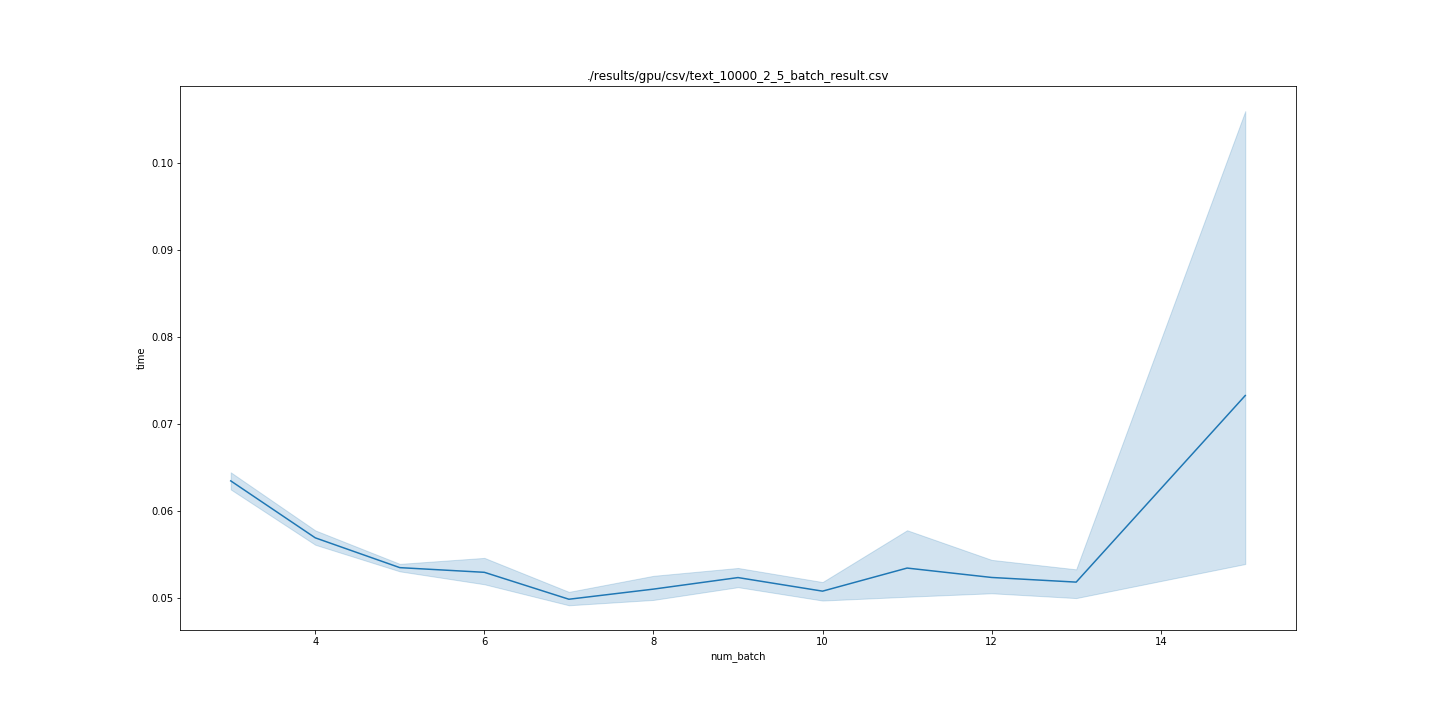 ./results/gpu/csv/text_10000_2_5_batch_result.csv
0.10
0.09
0.08
0.07
0.06
0.05
time
4 6 8 10 12 14
num_batch